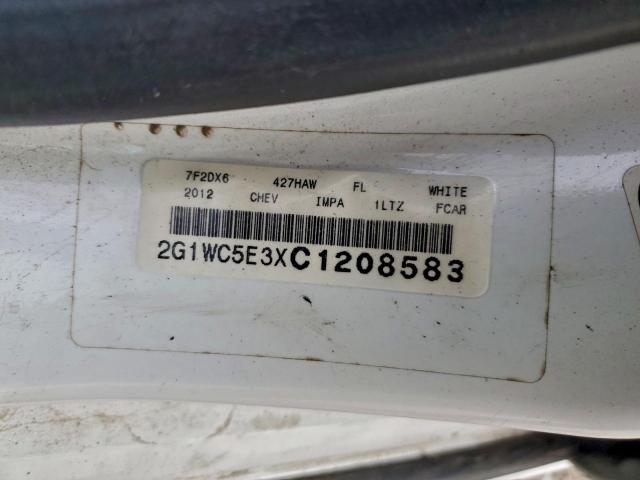 7F2DX6 427HAW FL WHITE
2012 CHEV IMPA 1LTZ FCAR
2G1WC5E3XC1208583